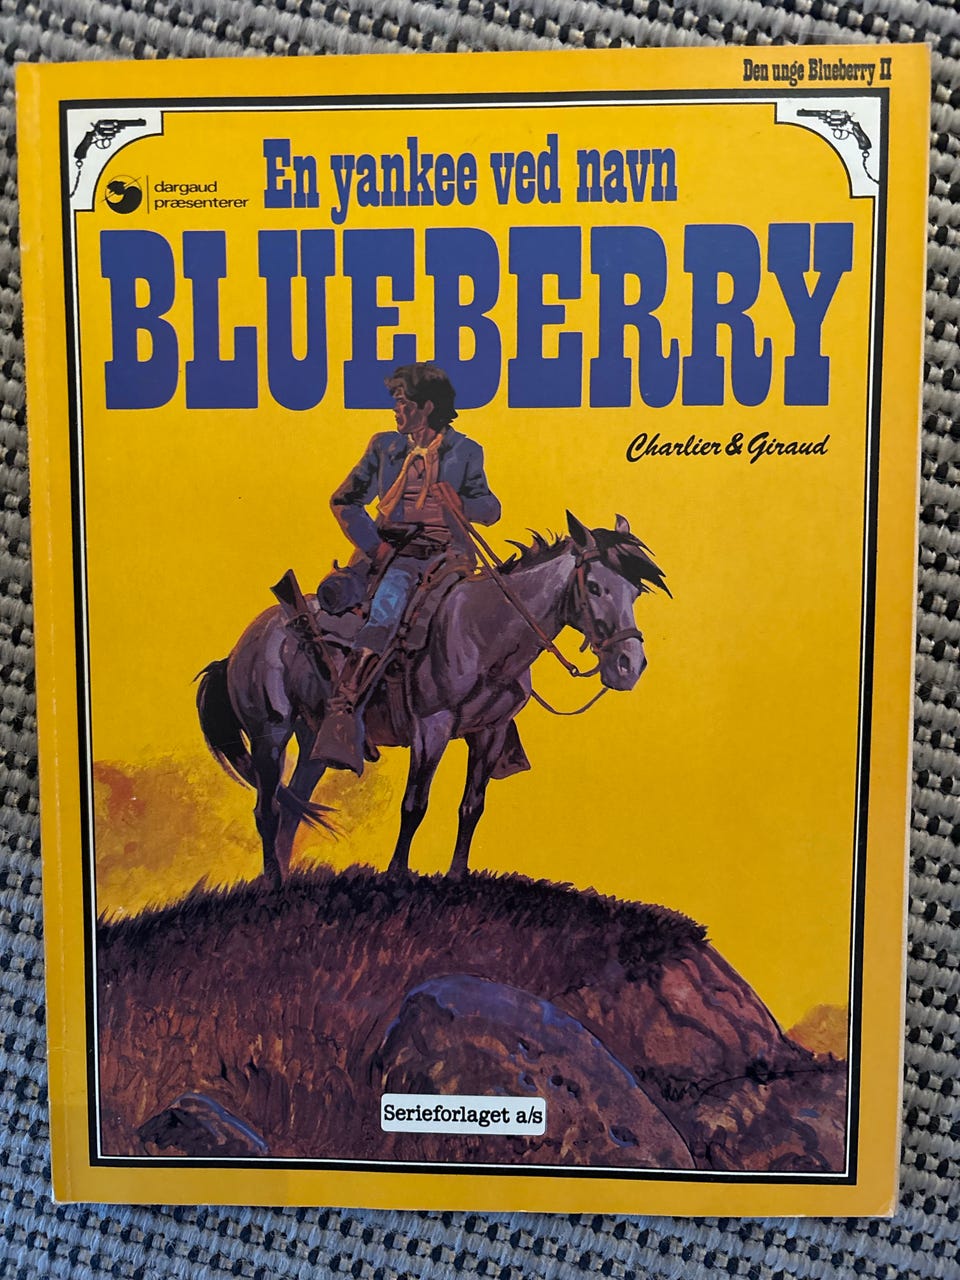 Den unge Blueberry II
En yankee ved navn
dargaud
præsenterer
BLUEBERRY
Charlier & Giraud
Serieforlaget a/s